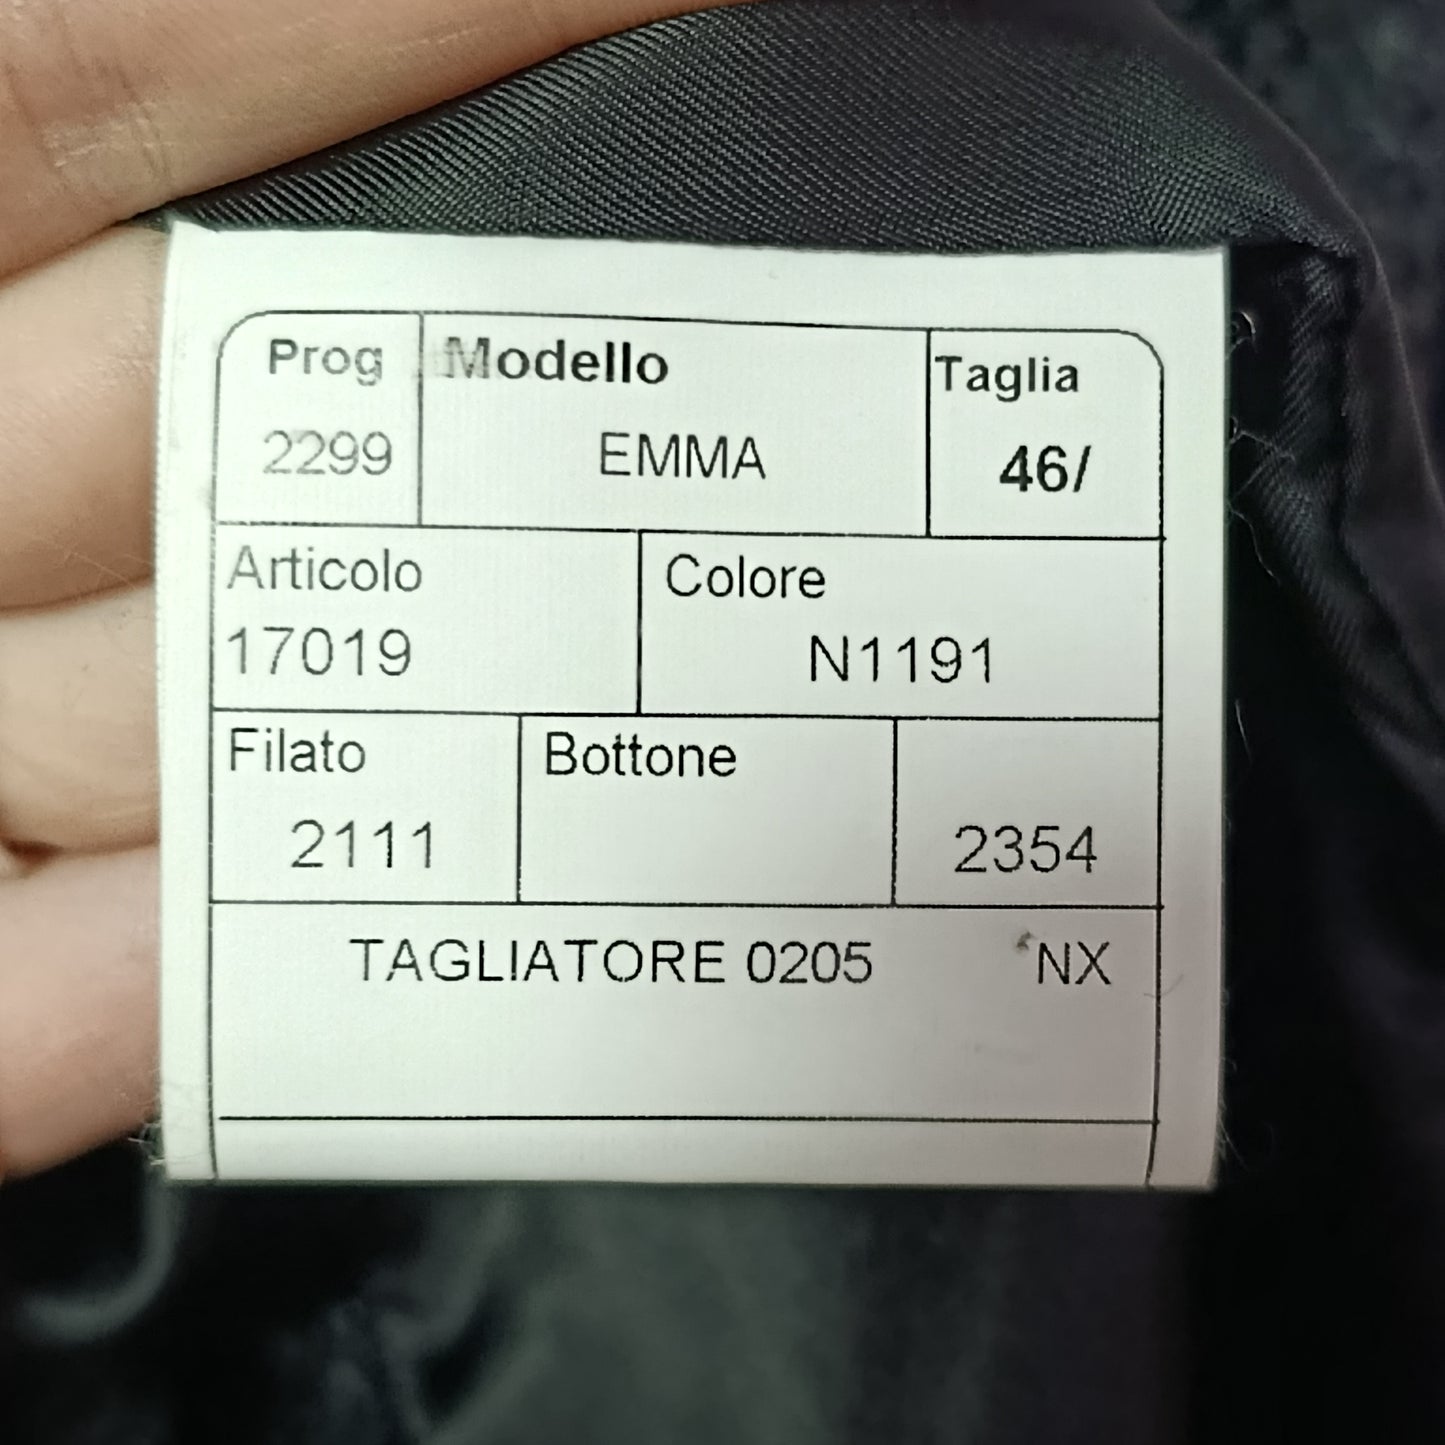 Prog Modello Taglia
2299 EMMA 46/
Articolo Colore
17019 N1191
Filato Bottone
2111 2354
TAGLIATORE 0205 NX